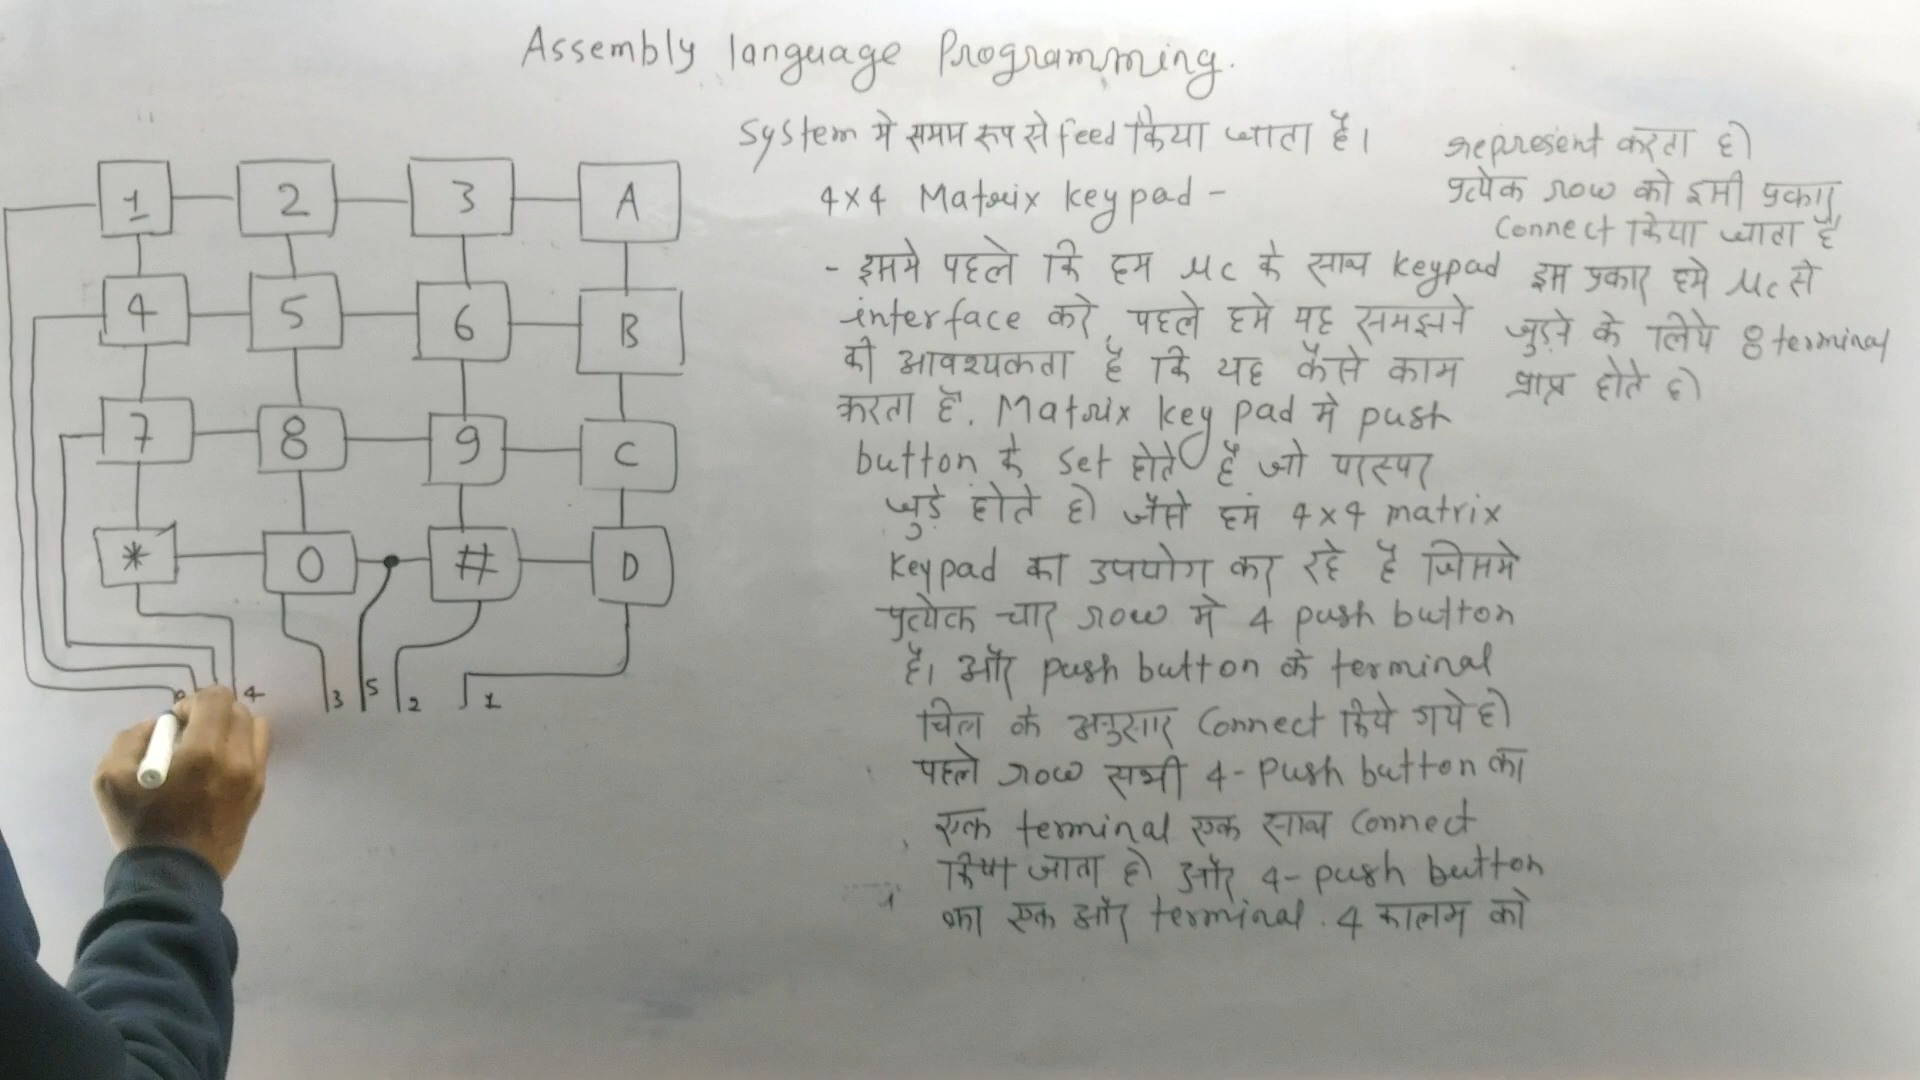 Assembly language Programming.
1 2 3 A
4 5 6 B
7 8 9 C
* 0 # D
4 3 5 2 1
System मे समय रूप से feed किया जाता है।
4x4 Matrix keypad -
- इसमे पहले कि हम Mc के साथ keypad
interface करे, पहले हमे यह समझने
की आवश्यकता है कि यह कैसे काम
करता है. Matrix key pad मे push
button के set होते है जो परस्पर
जुड़े होते है। जैसे हम 4x4 matrix
keypad का उपयोग कर रहे है जिसमे
प्रत्येक चार row मे 4 push button
है। और push button के terminal
चित्र के अनुसार Connect किये गये है।
पहले row सभी 4-Push button का
एक terminal एक साथ Connect
किया जाता है। और 4-push button
का एक और terminal. 4 कालम को
represent करता है।
प्रत्येक row को इसी प्रकार
Connect किया जाता है
इस प्रकार हमे Mc से
जुड़ने के लिये 8 terminal
प्राप्त होते है।